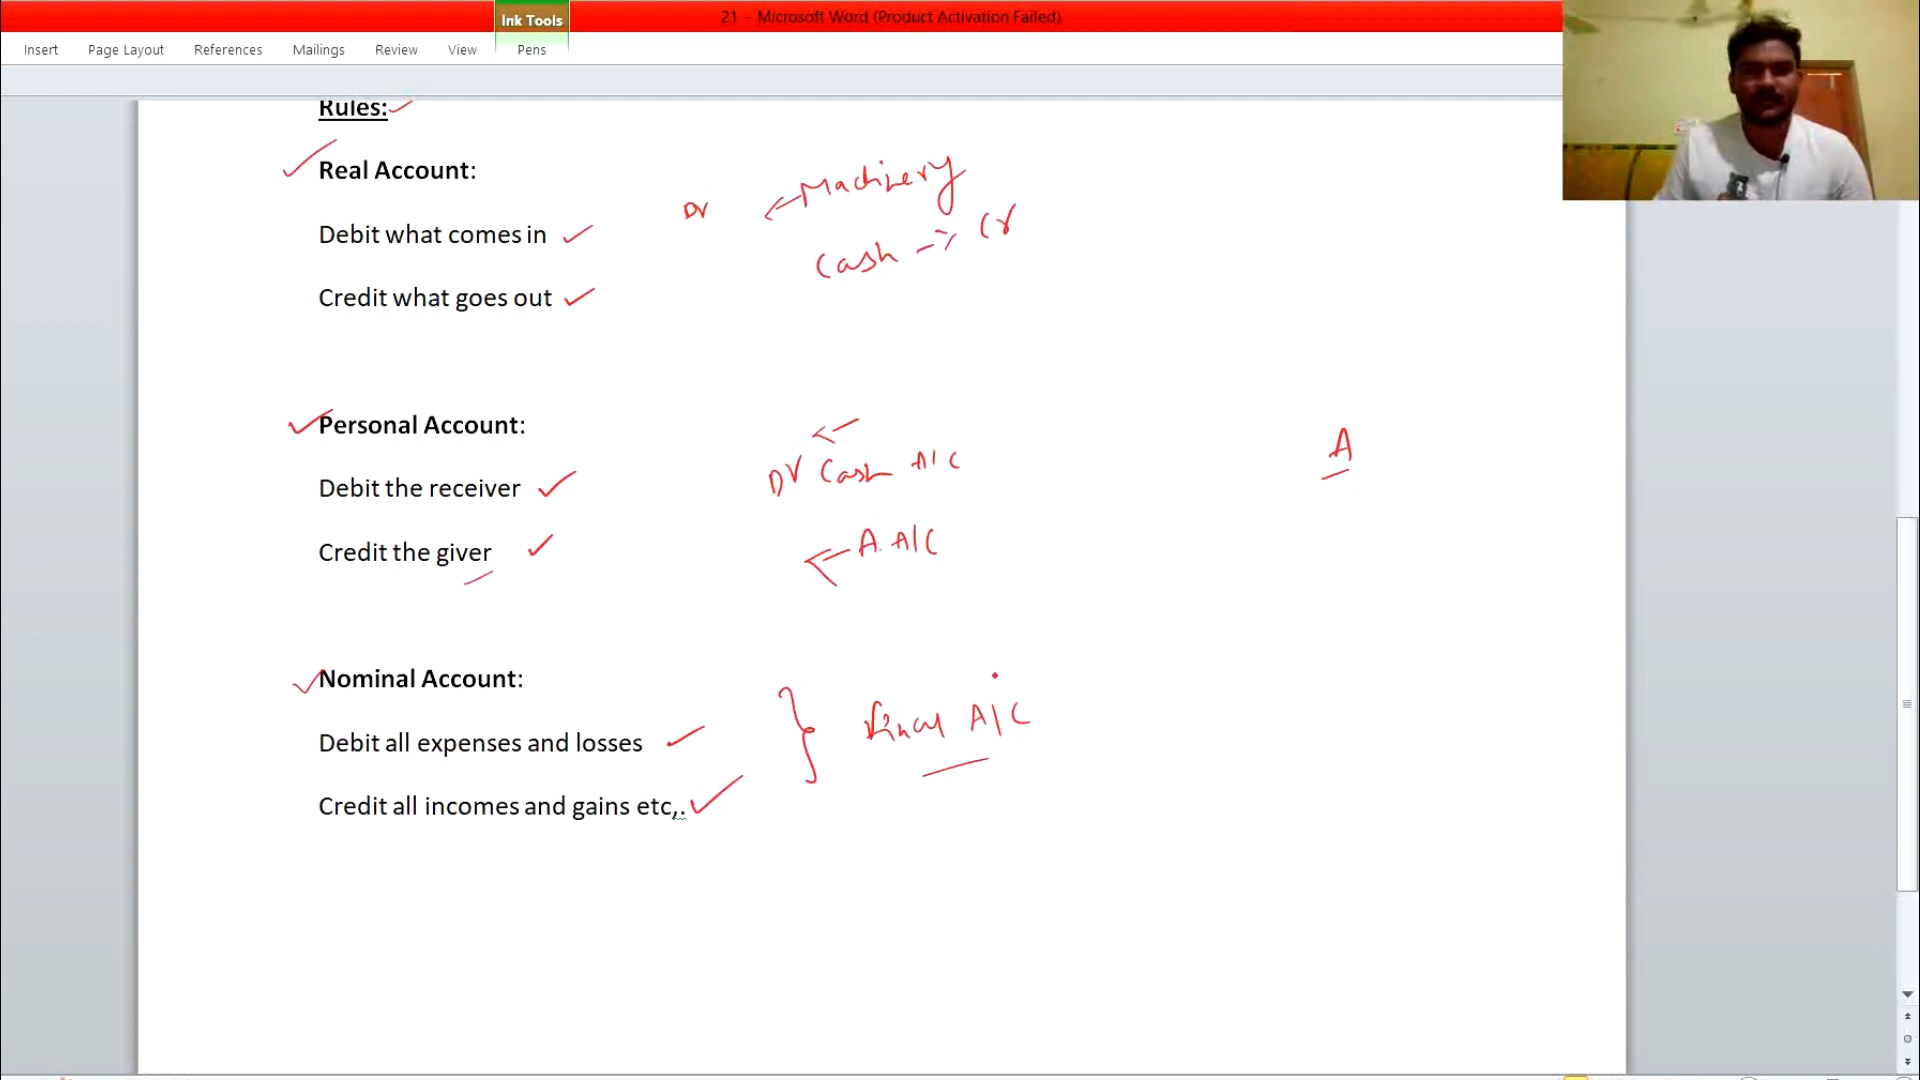 Ink Tools
21 - Microsoft Word (Product Activation Failed)
Insert Page Layout References Mailings Review View Pens
Rules:
Real Account:
Machinery
Dr
Debit what comes in
Cr
Cash
Credit what goes out
Personal Account:
A
Dr Cash A/C
Debit the receiver
A. A/C
Credit the giver
Nominal Account:
final A/C
Debit all expenses and losses
Credit all incomes and gains etc,.